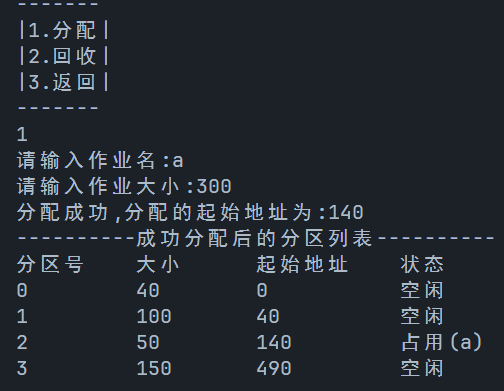 -------
|1.分配|
|2.回收|
|3.返回|
-------
1
请输入作业名:a
请输入作业大小:300
分配成功,分配的起始地址为:140
----------成功分配后的分区列表----------
分区号 大小 起始地址 状态
0 40 0 空闲
1 100 40 空闲
2 50 140 占用(a)
3 150 490 空闲